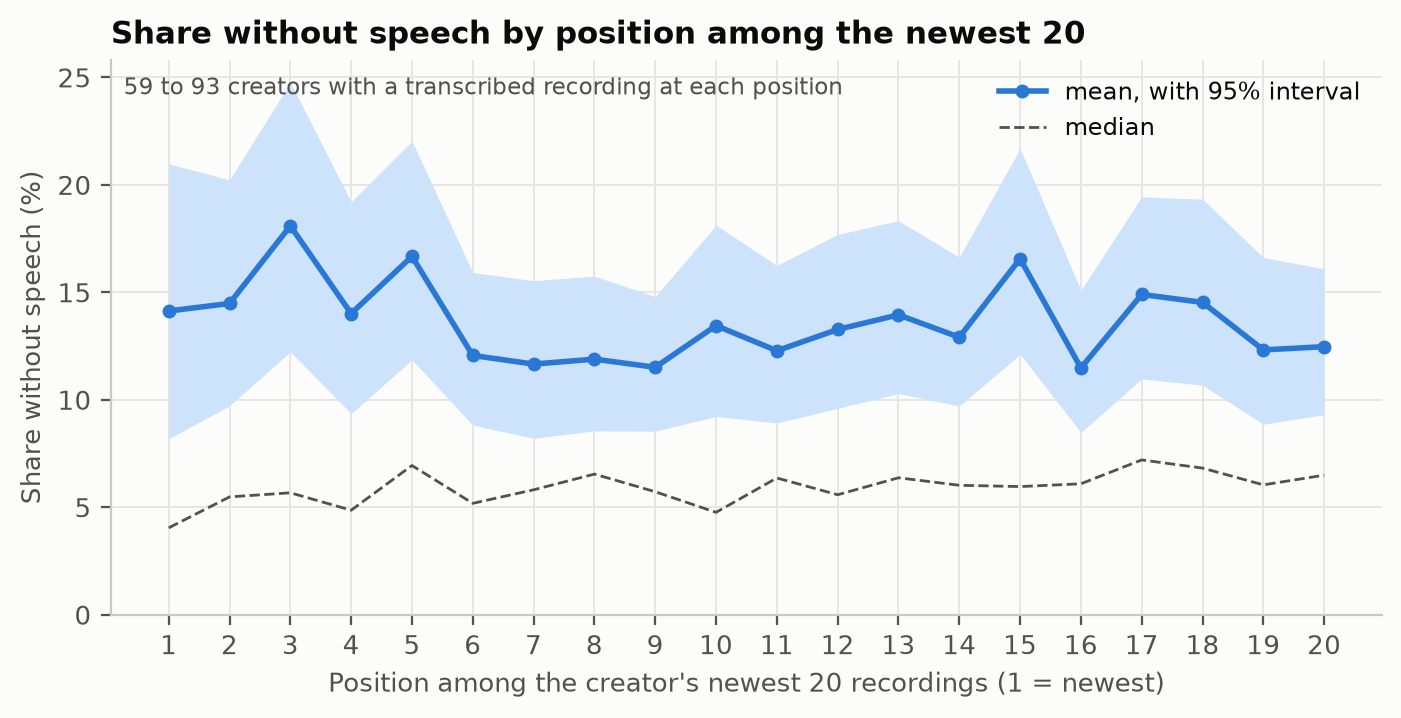 Share without speech by position among the newest 20
59 to 93 creators with a transcribed recording at each position
mean, with 95% interval
median
Share without speech (%)
25
20
15
10
5
0
1 2 3 4 5 6 7 8 9 10 11 12 13 14 15 16 17 18 19 20
Position among the creator's newest 20 recordings (1 = newest)